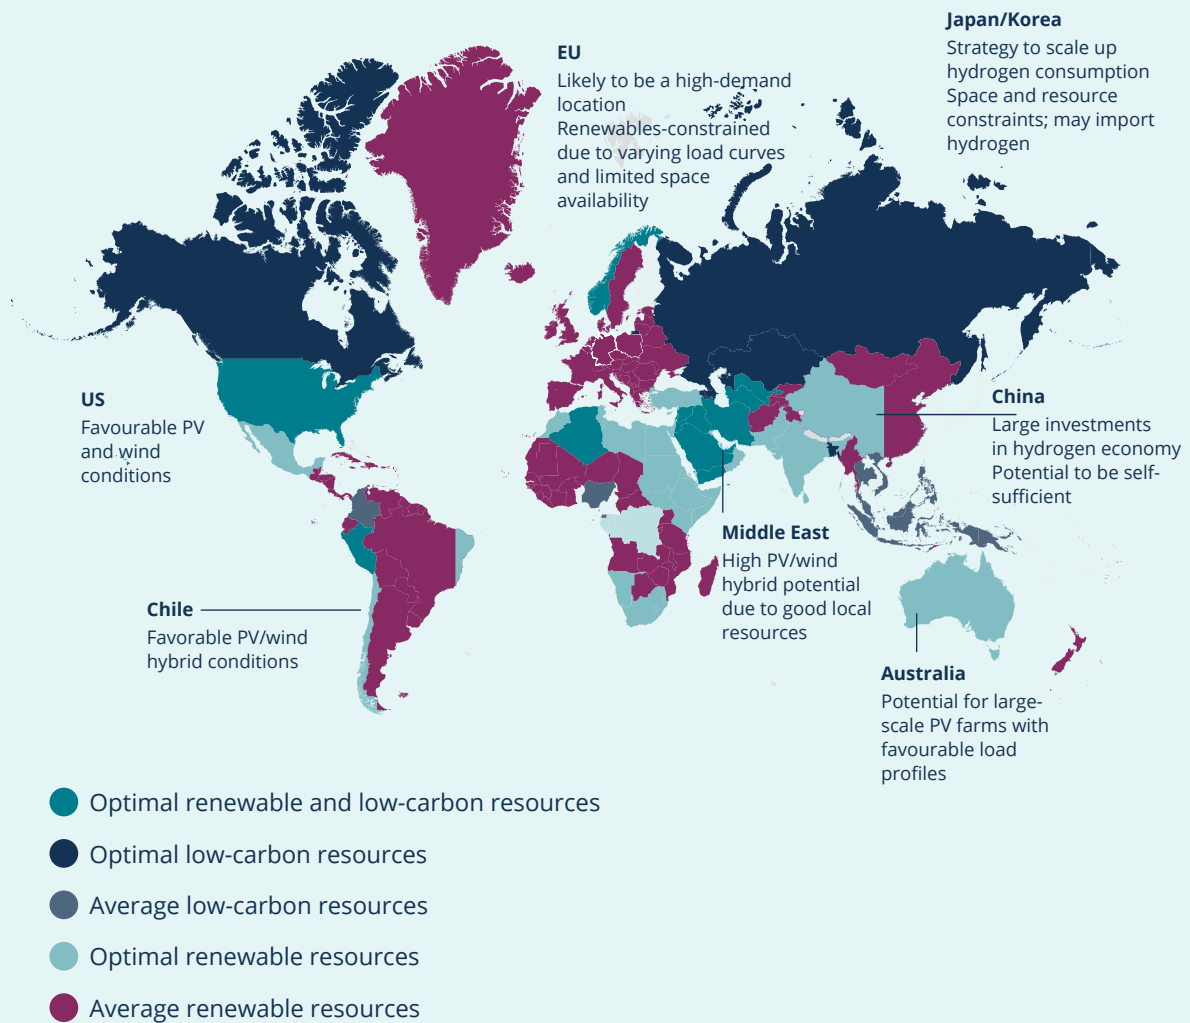 Japan/Korea
Strategy to scale up
hydrogen consumption
Space and resource
constraints; may import
hydrogen
EU
Likely to be a high-demand
location
Renewables-constrained
due to varying load curves
and limited space
availability
US
Favourable PV
and wind
conditions
China
Large investments
in hydrogen economy
Potential to be self-
sufficient
Middle East
High PV/wind
hybrid potential
due to good local
resources
Chile
Favorable PV/wind
hybrid conditions
Australia
Potential for large-
scale PV farms with
favourable load
profiles
Optimal renewable and low-carbon resources
Optimal low-carbon resources
Average low-carbon resources
Optimal renewable resources
Average renewable resources